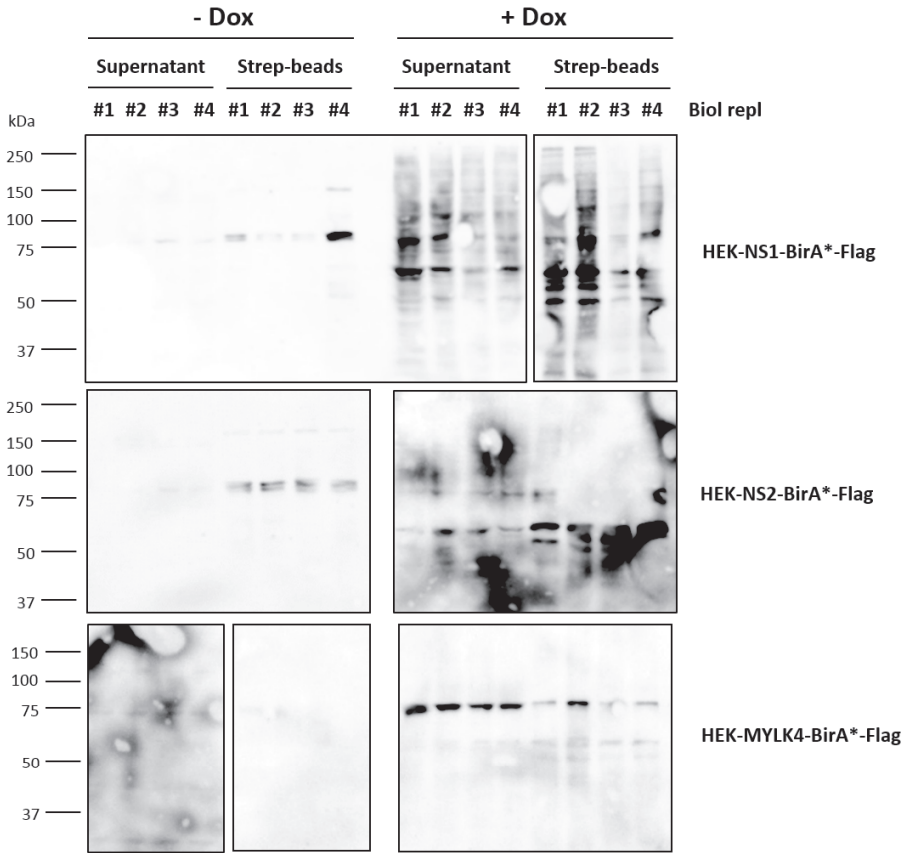 - Dox + Dox
Supernatant Strep-beads Supernatant Strep-beads
#1 #2 #3 #4 #1 #2 #3 #4 #1 #2 #3 #4 #1 #2 #3 #4 Biol repl
kDa
250
150
100
75
50
37
HEK-NS1-BirA*-Flag
250
150
100
75
50
37
HEK-NS2-BirA*-Flag
150
100
75
50
37
HEK-MYLK4-BirA*-Flag